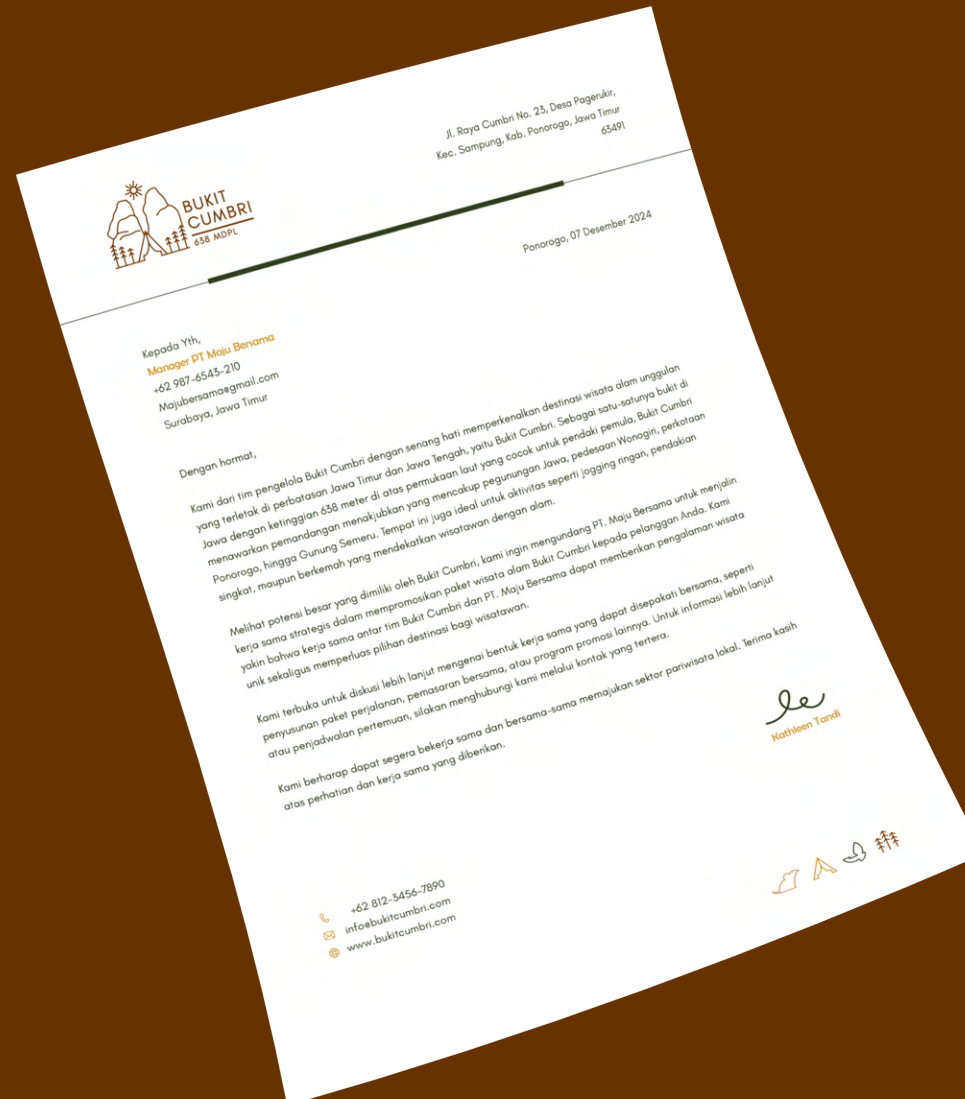 Jl. Raya Cumbri No. 23, Desa Pagerukir,
Kec. Sampung, Kab. Ponorogo, Jawa Timur
63491
BUKIT
CUMBRI
638 MDPL
Ponorogo, 07 Desember 2024
Kepada Yth,
Manager PT Maju Bersama
+62 987-6543-210
Majubersama@gmail.com
Surabaya, Jawa Timur
Dengan hormat,
Kami dari tim pengelola Bukit Cumbri dengan senang hati memperkenalkan destinasi wisata alam unggulan
yang terletak di perbatasan Jawa Timur dan Jawa Tengah, yaitu Bukit Cumbri. Sebagai satu-satunya bukit di
Jawa dengan ketinggian 638 meter di atas permukaan laut yang cocok untuk pendaki pemula, Bukit Cumbri
menawarkan pemandangan menakjubkan yang mencakup pegunungan Jawa, pedesaan Wonogiri, perkotaan
Ponorogo, hingga Gunung Semeru. Tempat ini juga ideal untuk aktivitas seperti jogging ringan, pendakian
singkat, maupun berkemah yang mendekatkan wisatawan dengan alam.
Melihat potensi besar yang dimiliki oleh Bukit Cumbri, kami ingin mengundang PT. Maju Bersama untuk menjalin
kerja sama strategis dalam mempromosikan paket wisata alam Bukit Cumbri kepada pelanggan Anda. Kami
yakin bahwa kerja sama antar tim Bukit Cumbri dan PT. Maju Bersama dapat memberikan pengalaman wisata
unik sekaligus memperluas pilihan destinasi bagi wisatawan.
Kami terbuka untuk diskusi lebih lanjut mengenai bentuk kerja sama yang dapat disepakati bersama, seperti
penyusunan paket perjalanan, pemasaran bersama, atau program promosi lainnya. Untuk informasi lebih lanjut
atau penjadwalan pertemuan, silakan menghubungi kami melalui kontak yang tertera.
Kami berharap dapat segera bekerja sama dan bersama-sama memajukan sektor pariwisata lokal. Terima kasih
atas perhatian dan kerja sama yang diberikan.
Kathleen Tandi
+62 812-3456-7890
info@bukitcumbri.com
www.bukitcumbri.com